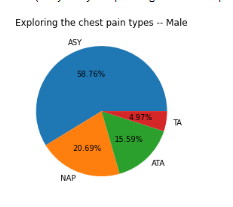 Exploring the chest pain types -- Male
ASY
58.76%
4.97%
TA
15.59%
20.69%
ATA
NAP